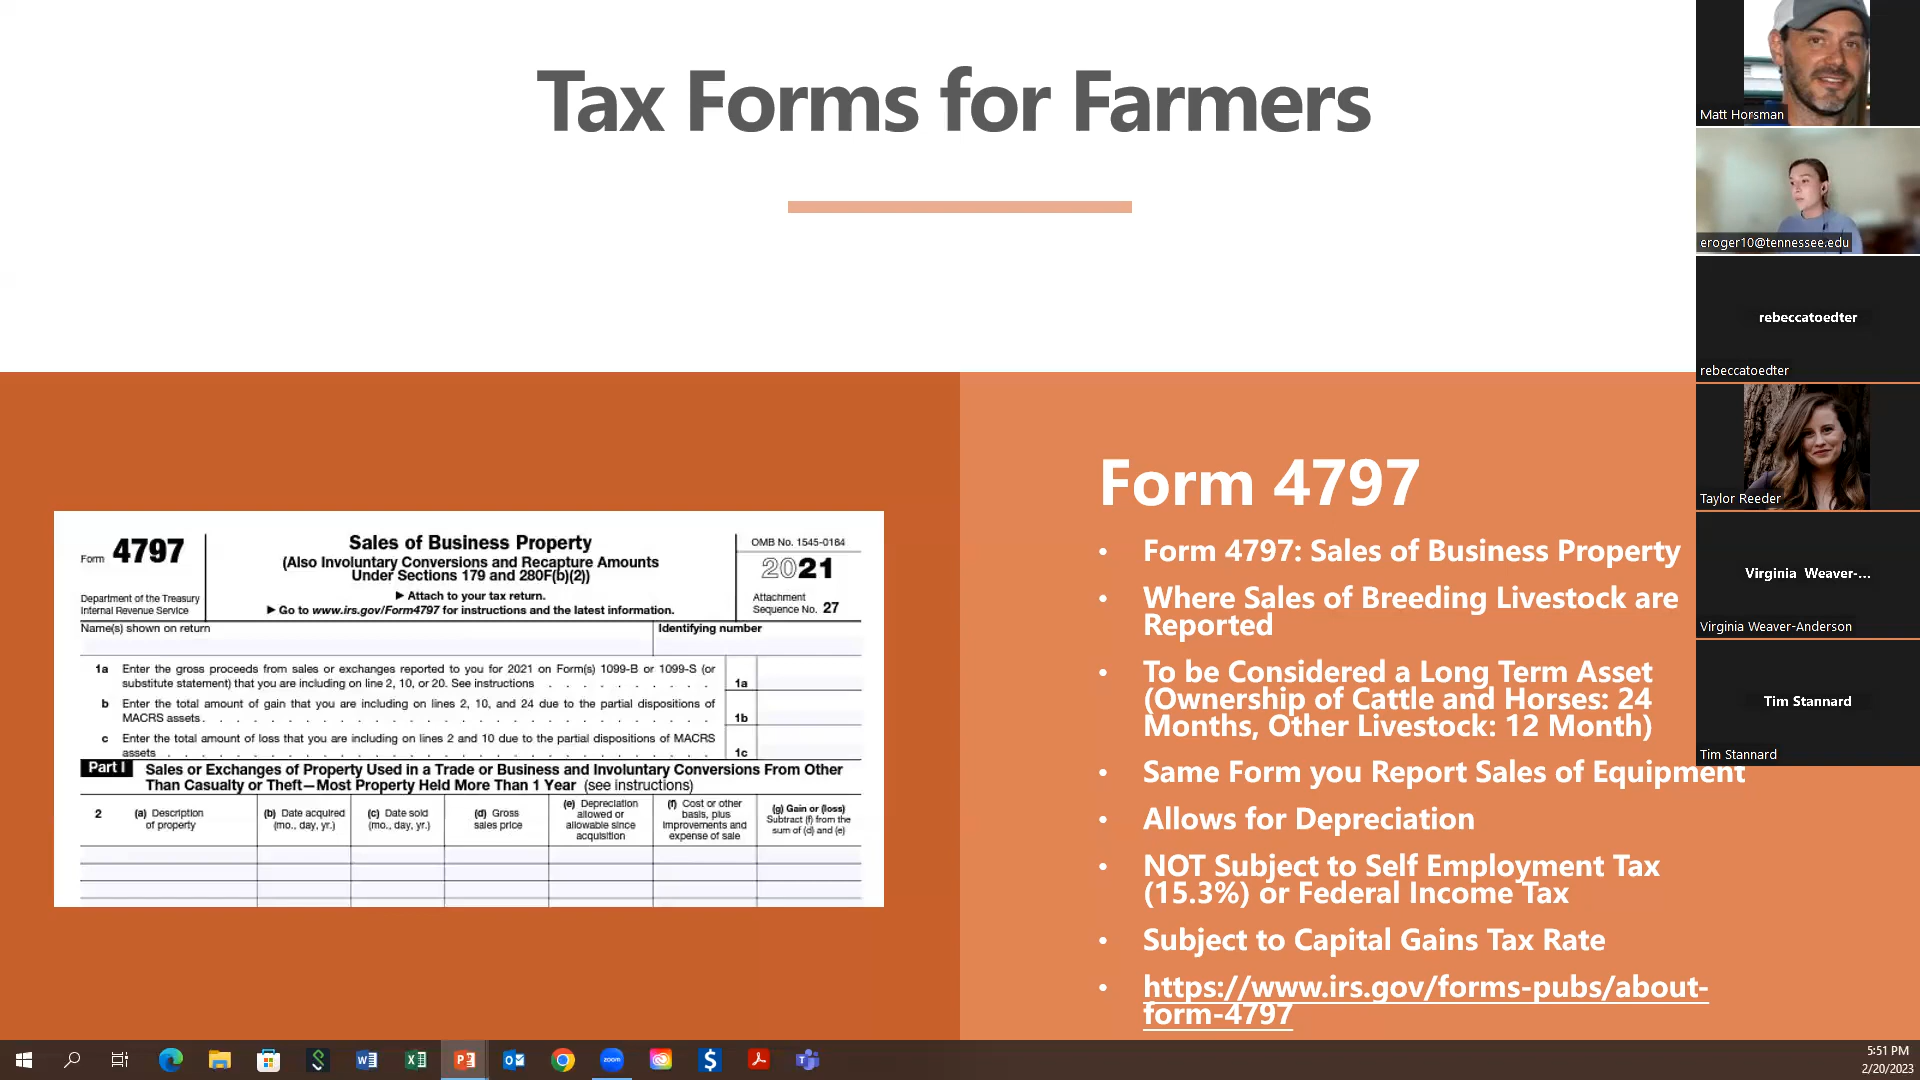 Tax Forms for Farmers
Form 4797
Department of the Treasury
Internal Revenue Service
Sales of Business Property
(Also Involuntary Conversions and Recapture Amounts
Under Sections 179 and 280F(b)(2))
► Attach to your tax return.
► Go to www.irs.gov/Form4797 for instructions and the latest information.
OMB No. 1545-0184
2021
Attachment
Sequence No. 27
Name(s) shown on return
Identifying number
1a Enter the gross proceeds from sales or exchanges reported to you for 2021 on Form(s) 1099-B or 1099-S (or
substitute statement) that you are including on line 2, 10, or 20. See instructions . . . . . . . . . 1a
b Enter the total amount of gain that you are including on lines 2, 10, and 24 due to the partial dispositions of
MACRS assets . . . . . . . . . . . . . . . . . . . . . . . . . . . . 1b
c Enter the total amount of loss that you are including on lines 2 and 10 due to the partial dispositions of MACRS
assets . . . . . . . . . . . . . . . . . . . . . . . . . . . . . . 1c
Part I Sales or Exchanges of Property Used in a Trade or Business and Involuntary Conversions From Other
Than Casualty or Theft—Most Property Held More Than 1 Year (see instructions)
2
(a) Description
of property
(b) Date acquired
(mo., day, yr.)
(c) Date sold
(mo., day, yr.)
(d) Gross
sales price
(e) Depreciation
allowed or
allowable since
acquisition
(f) Cost or other
basis, plus
improvements and
expense of sale
(g) Gain or (loss)
Subtract (f) from the
sum of (d) and (e)
Form 4797
• Form 4797: Sales of Business Property
• Where Sales of Breeding Livestock are
Reported
• To be Considered a Long Term Asset
(Ownership of Cattle and Horses: 24
Months, Other Livestock: 12 Month)
• Same Form you Report Sales of Equipment
• Allows for Depreciation
• NOT Subject to Self Employment Tax
(15.3%) or Federal Income Tax
• Subject to Capital Gains Tax Rate
• https://www.irs.gov/forms-pubs/about-
form-4797
Matt Horsman
eroger10@tennessee.edu
rebeccatoedter
rebeccatoedter
Taylor Reeder
Virginia Weaver-...
Virginia Weaver-Anderson
Tim Stannard
Tim Stannard
zoom
5:51 PM
2/20/2023